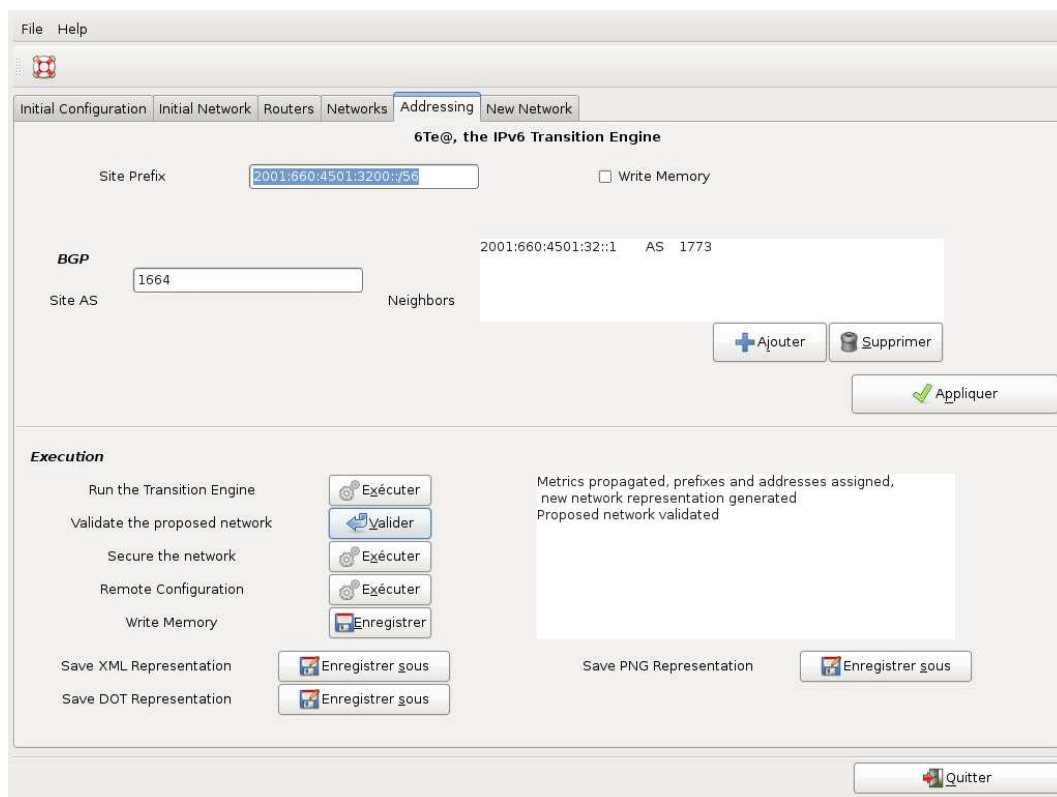 File Help
Initial Configuration Initial Network Routers Networks Addressing New Network
6Te@, the IPv6 Transition Engine
Site Prefix 2001:660:4501:3200::/56 Write Memory
BGP
2001:660:4501:32::1 AS 1773
1664
Site AS Neighbors
Ajouter Supprimer
Appliquer
Execution
Run the Transition Engine Exécuter
Validate the proposed network Valider
Secure the network Exécuter
Remote Configuration Exécuter
Write Memory Enregistrer
Metrics propagated, prefixes and addresses assigned,
new network representation generated
Proposed network validated
Save XML Representation Enregistrer sous Save PNG Representation Enregistrer sous
Save DOT Representation Enregistrer sous
Quitter